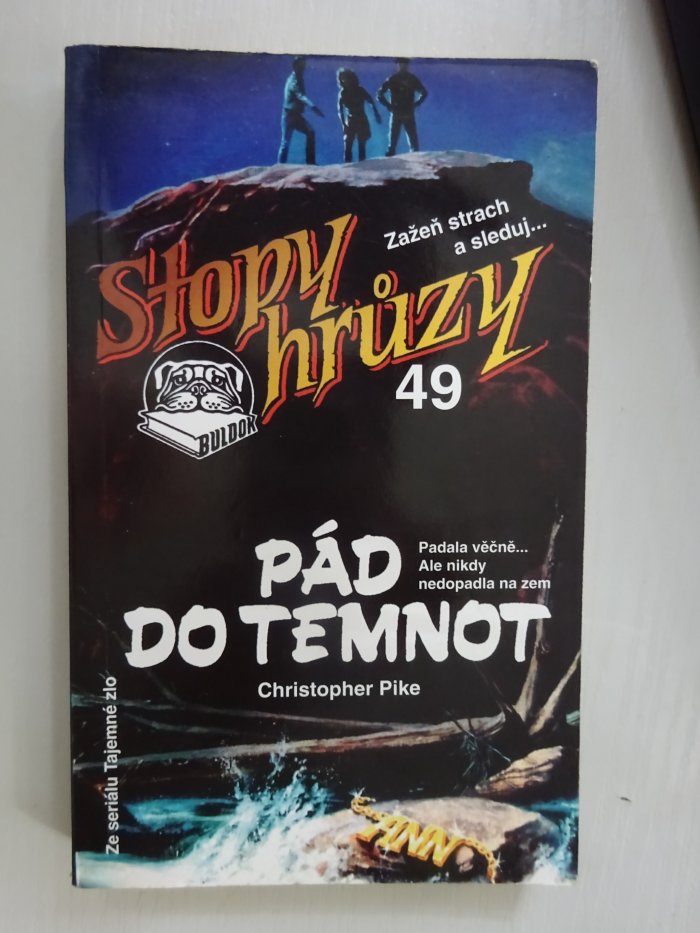 Zažeň strach
a sleduj...
Stopy
hrůzy
49
BULDOK
PÁD
DO TEMNOT
Padala věčně...
Ale nikdy
nedopadla na zem
Christopher Pike
Ze seriálu Tajemné zlo
ANN